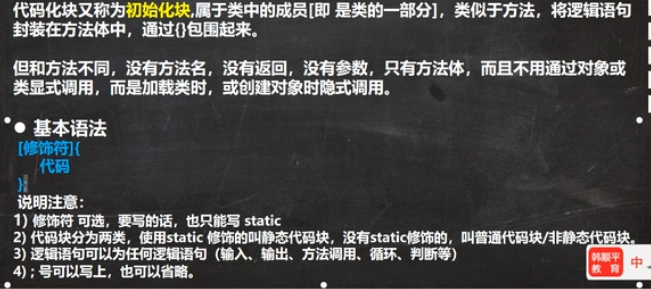 代码化块又称为初始化块,属于类中的成员[即 是类的一部分]，类似于方法，将逻辑语句
封装在方法体中，通过{}包围起来。
但和方法不同，没有方法名，没有返回，没有参数，只有方法体，而且不用通过对象或
类显式调用，而是加载类时，或创建对象时隐式调用。
● 基本语法
[修饰符]{
代码
};
说明注意：
1) 修饰符 可选，要写的话，也只能写 static
2) 代码块分为两类，使用static 修饰的叫静态代码块，没有static修饰的，叫普通代码块/非静态代码块。
3) 逻辑语句可以为任何逻辑语句（输入、输出、方法调用、循环、判断等）
4) ; 号可以写上，也可以省略。
韩顺平
教育
中